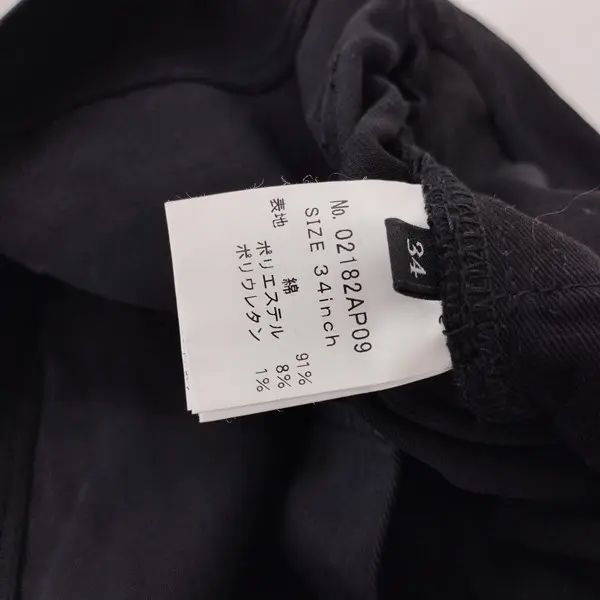 No. 02182AP09
SIZE 34inch
表地 綿 91%
ポリエステル 8%
ポリウレタン 1%
34